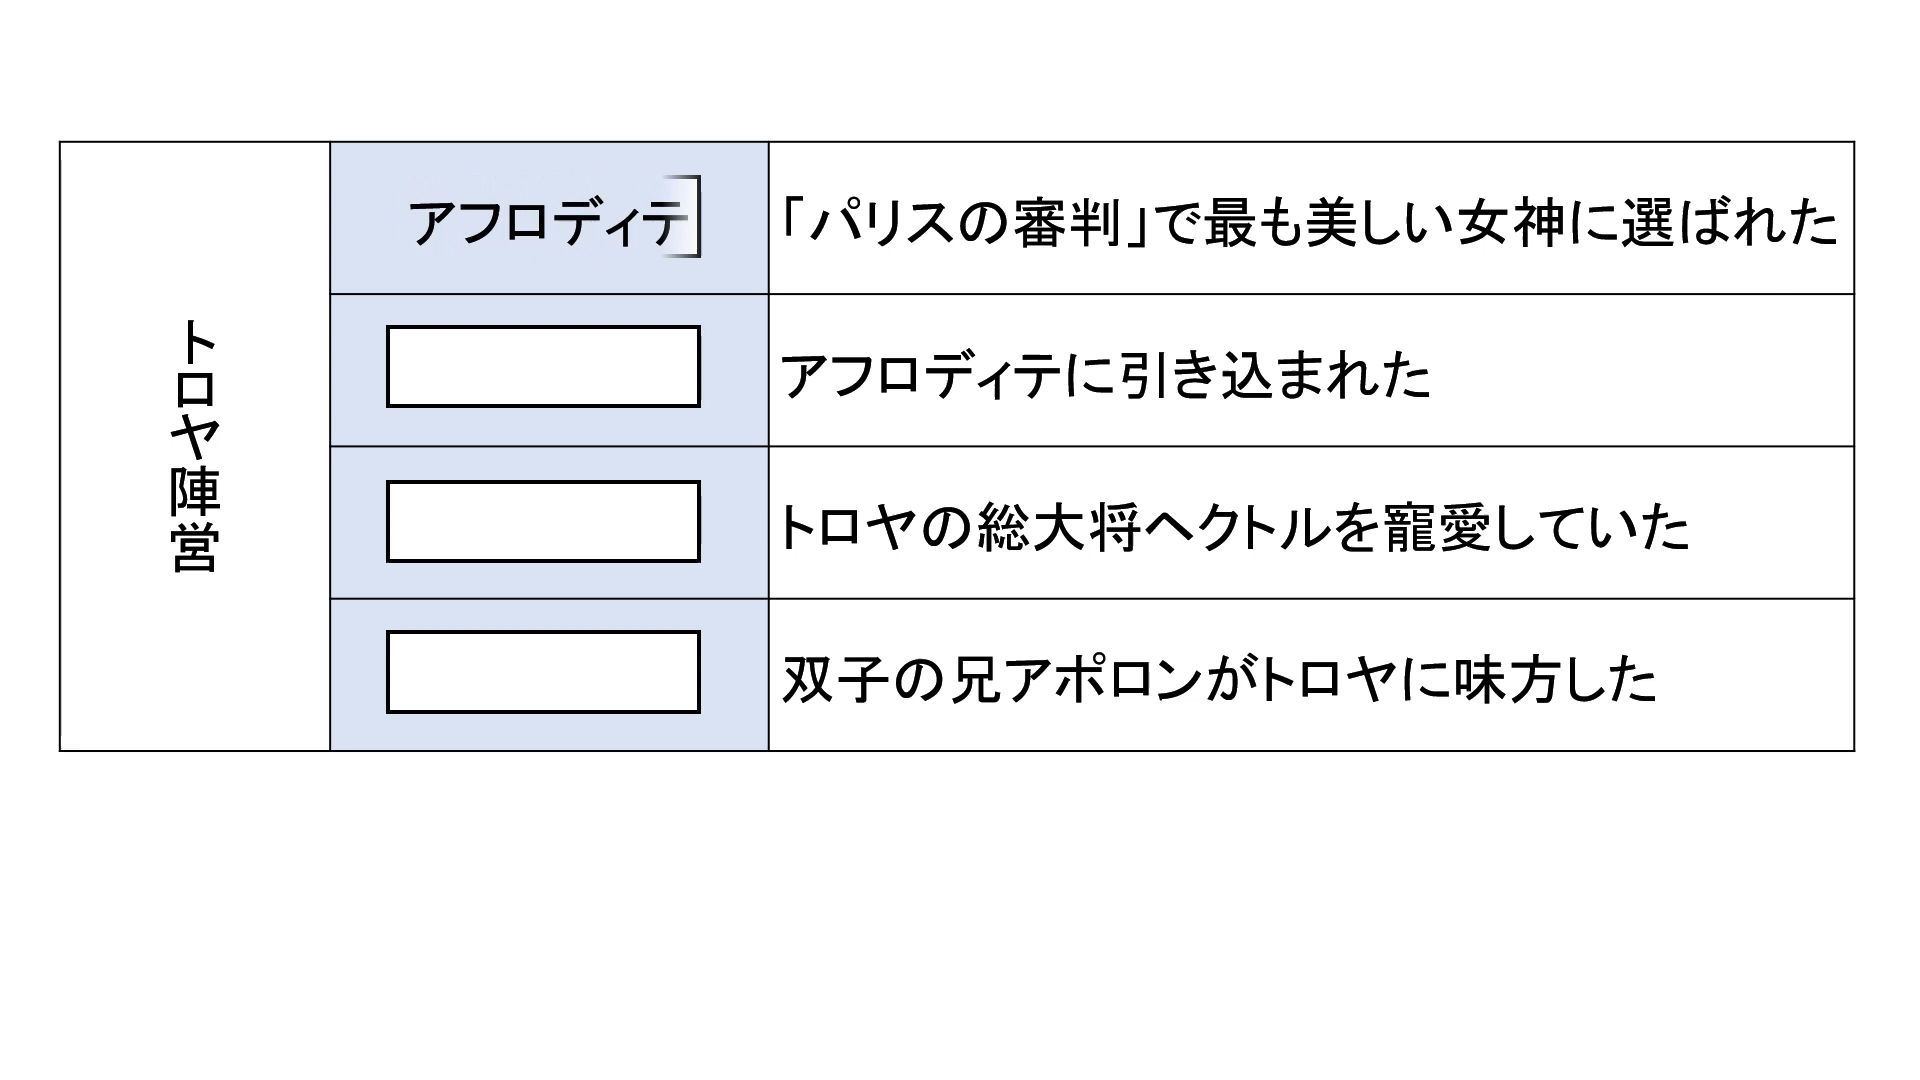 トロヤ陣営
アフロディテ
「パリスの審判」で最も美しい女神に選ばれた
アフロディテに引き込まれた
トロヤの総大将ヘクトルを寵愛していた
双子の兄アポロンがトロヤに味方した